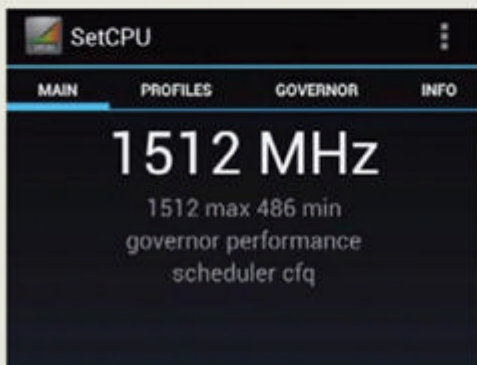 SetCPU
MAIN PROFILES GOVERNOR INFO
1512 MHz
1512 max 486 min
governor performance
scheduler cfq